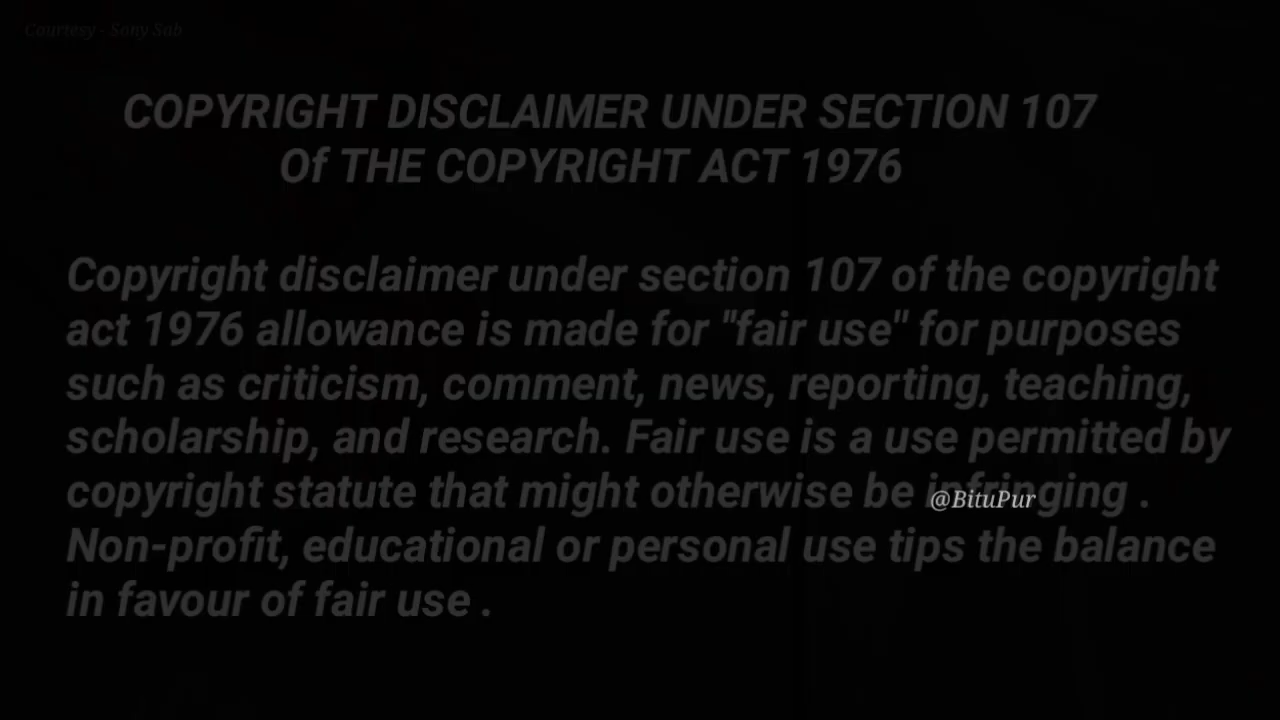 Courtesy - Sony Sab
COPYRIGHT DISCLAIMER UNDER SECTION 107
Of THE COPYRIGHT ACT 1976
Copyright disclaimer under section 107 of the copyright
act 1976 allowance is made for "fair use" for purposes
such as criticism, comment, news, reporting, teaching,
scholarship, and research. Fair use is a use permitted by
copyright statute that might otherwise be infringing .
@BituPur
Non-profit, educational or personal use tips the balance
in favour of fair use .